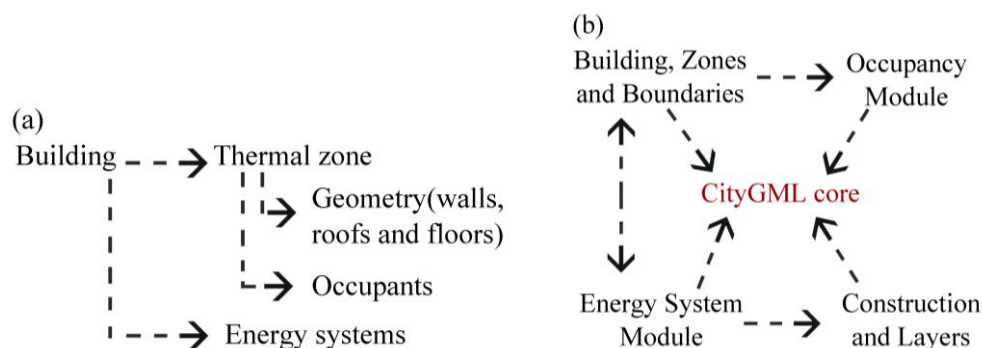 (a)
Building
Thermal zone
Geometry(walls,
roofs and floors)
Occupants
Energy systems
(b)
Building, Zones
and Boundaries
Occupancy
Module
CityGML core
Energy System
Module
Construction
and Layers